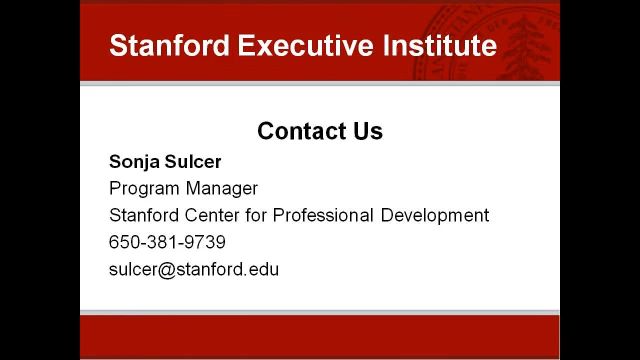 Stanford Executive Institute
Contact Us
Sonja Sulcer
Program Manager
Stanford Center for Professional Development
650-381-9739
sulcer@stanford.edu